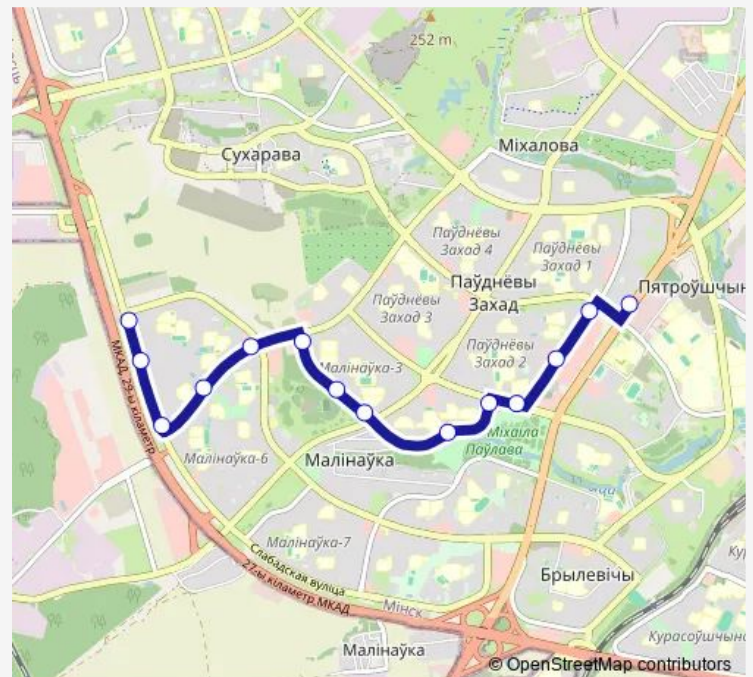 252 m
Міхалова
Сухарава
Паўднёвы
Захад 4
Паўднёвы
Захад 1
Паўднёвы
Захад
Пятроўшчын
Паўднёвы
Захад 3
Паўднёвы
Захад 2
Малінаўка-3
МКАД, 29-ы кіламетр
Міхаіла
Паўлава
Малінаўка-6
Малінаўка
Малінаўка-7
Слабадская вуліца
27-ы кіламетр МКАД
Мінск
Брылевічы
Курасоўшчына
Малінаўка
© OpenStreetMap contributors